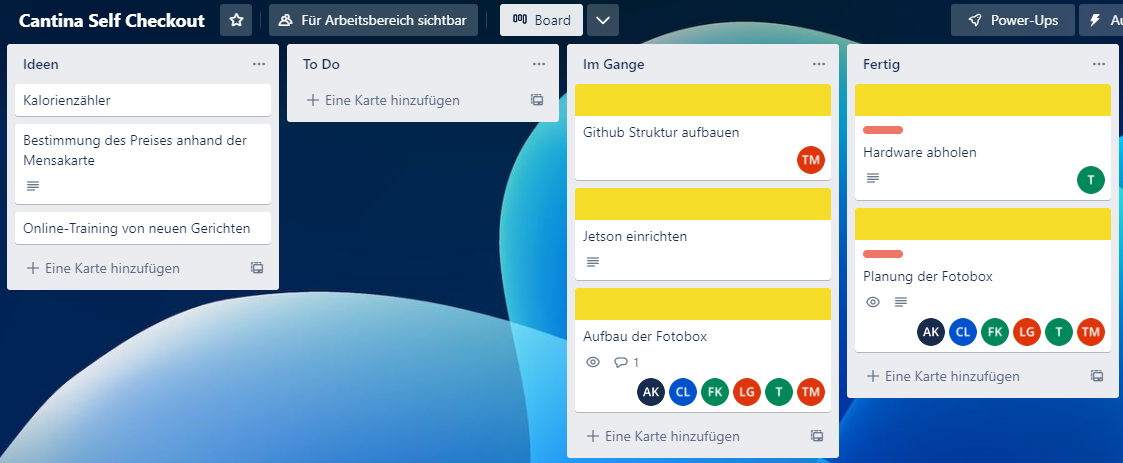 Cantina Self Checkout
Für Arbeitsbereich sichtbar
Board
Power-Ups
Au
Ideen
Kalorienzähler
Bestimmung des Preises anhand der
Mensakarte
Online-Training von neuen Gerichten
Eine Karte hinzufügen
To Do
Eine Karte hinzufügen
Im Gange
Github Struktur aufbauen
TM
Jetson einrichten
Aufbau der Fotobox
1
AK CL FK LG T TM
Eine Karte hinzufügen
Fertig
Hardware abholen
T
Planung der Fotobox
AK CL FK LG T TM
Eine Karte hinzufügen